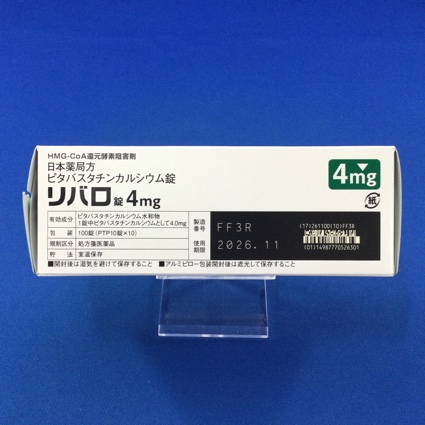 HMG-CoA還元酵素阻害剤
日本薬局方
ピタバスタチンカルシウム錠
リバロ錠4mg
4mg
紙
有効成分 ピタバスタチンカルシウム水和物
1錠中ピタバスタチンカルシウムとして4.0mg
包装 100錠(PTP10錠×10)
規制区分 処方箋医薬品
貯法 室温保存
製造番号 FF3R
使用期限 2026.11
(17)261100(10)FF3R
(01)14987770526301
■開封後は湿気を避けて保存すること ■アルミピロー包装開封後は遮光して保存すること